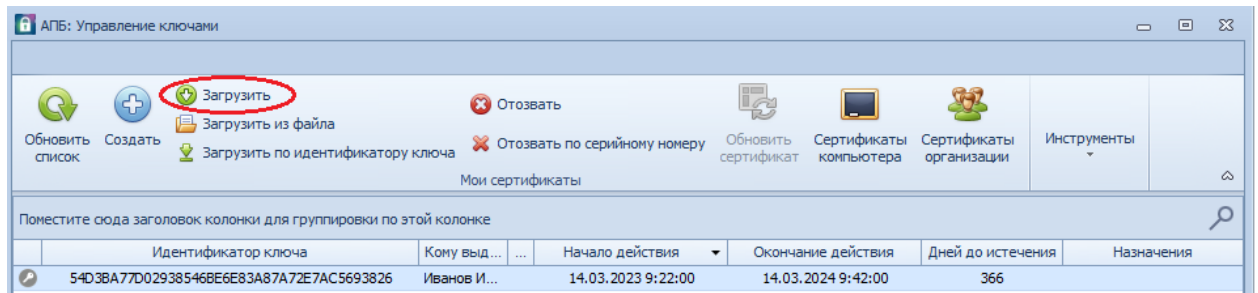 АПБ: Управление ключами
Обновить список
Создать
Загрузить
Загрузить из файла
Загрузить по идентификатору ключа
Отозвать
Отозвать по серийному номеру
Обновить сертификат
Сертификаты компьютера
Сертификаты организации
Инструменты
Мои сертификаты
Поместите сюда заголовок колонки для группировки по этой колонке
Идентификатор ключа Кому выд... ... Начало действия Окончание действия Дней до истечения Назначения
54D3BA77D02938546BE6E83A87A72E7AC5693826 Иванов И... 14.03.2023 9:22:00 14.03.2024 9:42:00 366